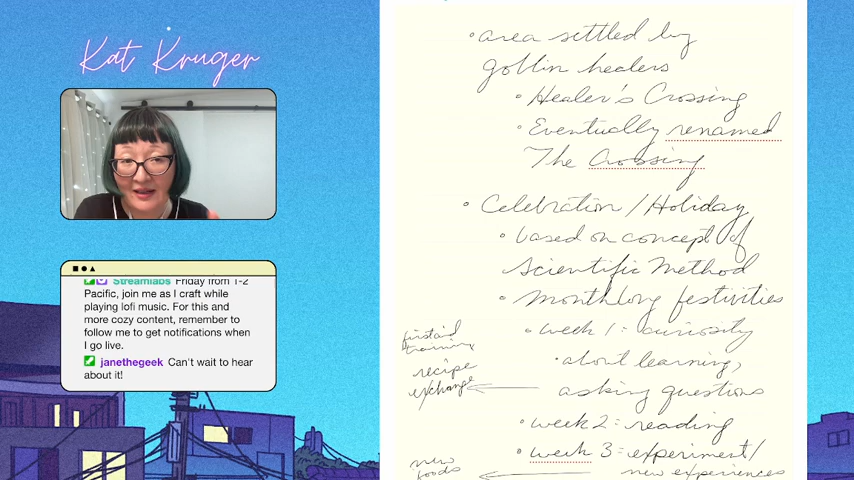 Kat Kruger
Streamlabs Friday from 1-2
Pacific, join me as I craft while
playing lofi music. For this and
more cozy content, remember to
follow me to get notifications when
I go live.
janethegeek Can't wait to hear
about it!
• area settled by
goblin healers
• Healer's Crossing
• Eventually renamed
The Crossing
• Celebration / Holiday
• based on concept of
Scientific Method
• monthlong festivities
• week 1: curiosity
• about learning,
asking questions
first aid
training
recipe
exchange
• week 2: reading
• week 3: experiment/
new experiences
new
foods